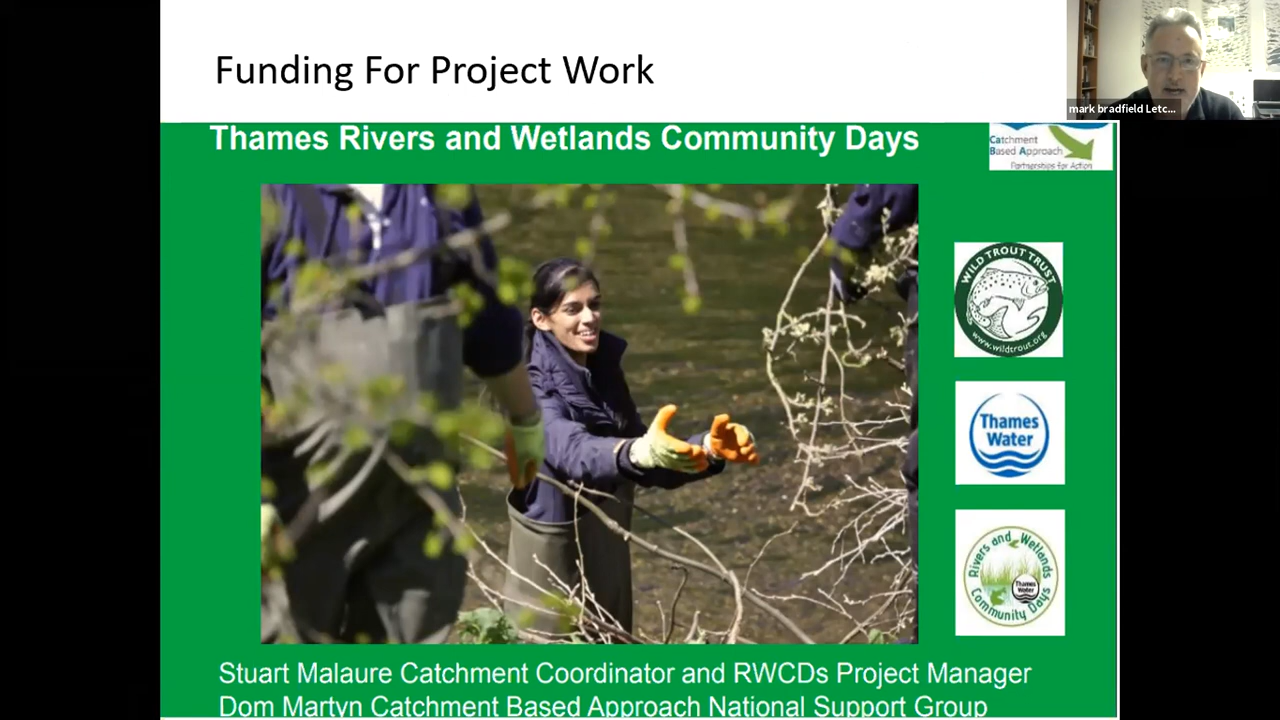 Funding For Project Work
mark bradfield Letc...
Thames Rivers and Wetlands Community Days
Catchment
Based Approach
Partnerships for Action
WILD TROUT TRUST
www.wildtrout.org
Thames
Water
Rivers and Wetlands
Thames
Water
Community Days
Stuart Malaure Catchment Coordinator and RWCDs Project Manager
Dom Martyn Catchment Based Approach National Support Group